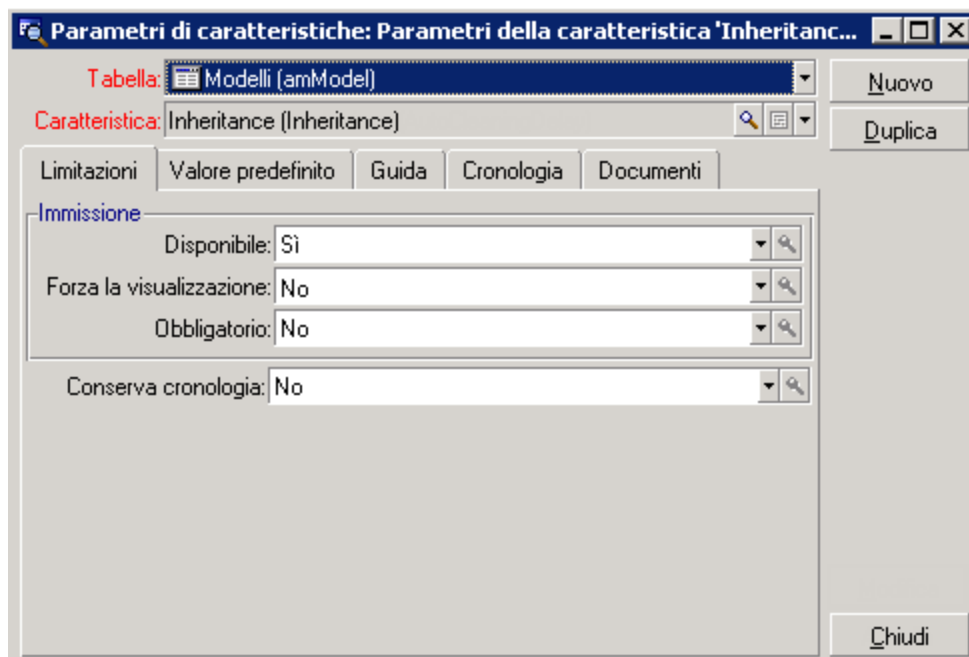 Parametri di caratteristiche: Parametri della caratteristica 'Inheritanc...
Tabella: Modelli (amModel)
Nuovo
Caratteristica: Inheritance (Inheritance)
Duplica
Limitazioni Valore predefinito Guida Cronologia Documenti
Immissione
Disponibile: Sì
Forza la visualizzazione: No
Obbligatorio: No
Conserva cronologia: No
Chiudi